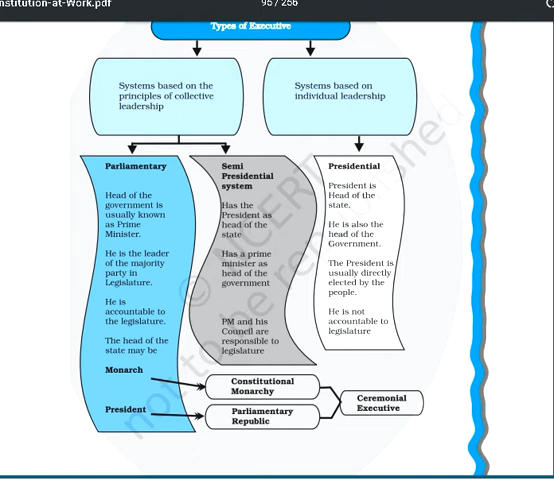 nstitution-at-Work.pdf
95 / 266
Types of Executive
Systems based on the
principles of collective
leadership
Systems based on
individual leadership
Parliamentary
Head of the
government is
usually known
as Prime
Minister.
He is the leader
of the majority
party in
Legislature.
He is
accountable to
the legislature.
The head of the
state may be
Monarch
President
Semi
Presidential
system
Has the
President as
head of the
state
Has a prime
minister as
head of the
government
PM and his
Council are
responsible to
legislature
Presidential
President is
Head of the
state.
He is also the
head of the
Government.
The President is
usually directly
elected by the
people.
He is not
accountable to
legislature
Constitutional
Monarchy
Parliamentary
Republic
Ceremonial
Executive
© NCERT
not to be republished